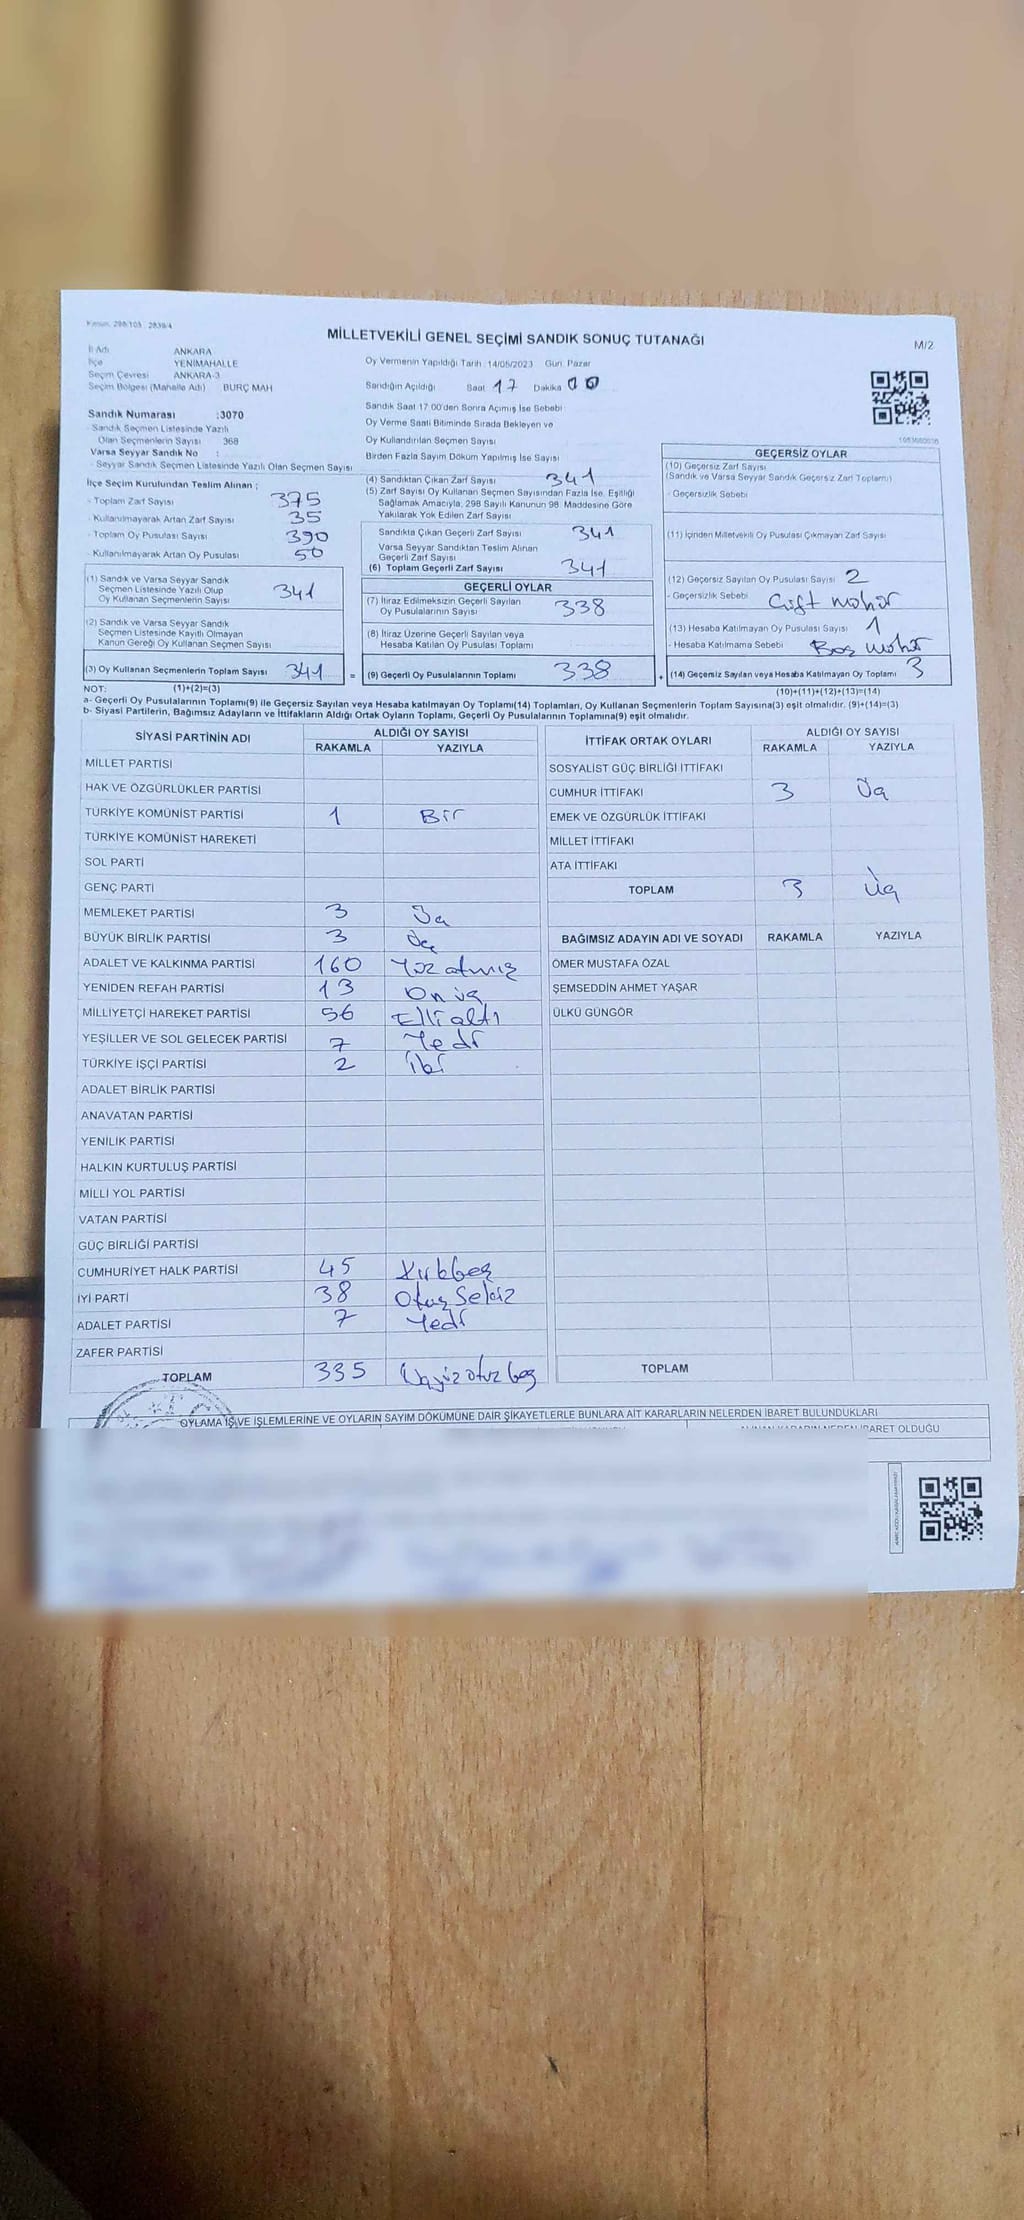 Kanun: 298/103 2839/4
MİLLETVEKİLİ GENEL SEÇİMİ SANDIK SONUÇ TUTANAĞI
M/2
İl Adı ANKARA
İlçe YENİMAHALLE
Seçim Çevresi ANKARA-3
Seçim Bölgesi (Mahalle Adı) BURÇ MAH
Oy Vermenin Yapıldığı Tarih :14/05/2023 Gün: Pazar
Sandığın Açıldığı Saat 17 Dakika 00
Sandık Numarası :3070
- Sandık Seçmen Listesinde Yazılı
Olan Seçmenlerin Sayısı 368
Varsa Seyyar Sandık No :
- Seyyar Sandık Seçmen Listesinde Yazılı Olan Seçmen Sayısı
Sandık Saat 17:00'den Sonra Açımış İse Sebebi
Oy Verme Saati Bitiminde Sırada Bekleyen ve
Oy Kullandırılan Seçmen Sayısı
Birden Fazla Sayım Döküm Yapılmış İse Sayısı
İlçe Seçim Kurulundan Teslim Alınan ;
- Toplam Zarf Sayısı 375
- Kullanılmayarak Artan Zarf Sayısı 35
- Toplam Oy Pusulası Sayısı 390
- Kullanılmayarak Artan Oy Pusulası 50
(4) Sandıktan Çıkan Zarf Sayısı 341
(5) Zarf Sayısı Oy Kullanan Seçmen Sayısından Fazla İse, Eşitliği
Sağlamak Amacıyla, 298 Sayılı Kanunun 98. Maddesine Göre
Yakılarak Yok Edilen Zarf Sayısı
Sandıkta Çıkan Geçerli Zarf Sayısı 341
Varsa Seyyar Sandıktan Teslim Alınan
Geçerli Zarf Sayısı
(6) Toplam Geçerli Zarf Sayısı 341
GEÇERSİZ OYLAR
(10) Geçersiz Zarf Sayısı
(Sandık ve Varsa Seyyar Sandık Geçersiz Zarf Toplamı)
- Geçersizlik Sebebi
(11) İçinden Milletvekili Oy Pusulası Çıkmayan Zarf Sayısı
(12) Geçersiz Sayılan Oy Pusulası Sayısı 2
- Geçersizlik Sebebi Çift mühür
(13) Hesaba Katılmayan Oy Pusulası Sayısı 1
- Hesaba Katılmama Sebebi Boş mühür
(1) Sandık ve Varsa Seyyar Sandık
Seçmen Listesinde Yazılı Olup
Oy Kullanan Seçmenlerin Sayısı 341
(2) Sandık ve Varsa Seyyar Sandık
Seçmen Listesinde Kayıtlı Olmayan
Kanun Gereği Oy Kullanan Seçmen Sayısı
GEÇERLİ OYLAR
(7) İtiraz Edilmeksizin Geçerli Sayılan
Oy Pusulalarının Sayısı 338
(8) İtiraz Üzerine Geçerli Sayılan veya
Hesaba Katılan Oy Pusulası Toplamı
(3) Oy Kullanan Seçmenlerin Toplam Sayısı 341 = (9) Geçerli Oy Pusulalarının Toplamı 338 + (14) Geçersiz Sayılan veya Hesaba Katılmayan Oy Toplamı 3
NOT: (1)+(2)=(3) (10)+(11)+(12)+(13)=(14)
a- Geçerli Oy Pusulalarının Toplamı(9) ile Geçersiz Sayılan veya Hesaba katılmayan Oy Toplamı(14) Toplamları, Oy Kullanan Seçmenlerin Toplam Sayısına(3) eşit olmalıdır. (9)+(14)=(3)
b- Siyasi Partilerin, Bağımsız Adayların ve İttifakların Aldığı Ortak Oyların Toplamı, Geçerli Oy Pusulalarının Toplamına(9) eşit olmalıdır.
SİYASİ PARTİNİN ADI ALDIĞI OY SAYISI
RAKAMLA YAZIYLA
MİLLET PARTİSİ
HAK VE ÖZGÜRLÜKLER PARTİSİ
TÜRKİYE KOMÜNİST PARTİSİ 1 Bir
TÜRKİYE KOMÜNİST HAREKETİ
SOL PARTİ
GENÇ PARTİ
MEMLEKET PARTİSİ 3 Üç
BÜYÜK BİRLİK PARTİSİ 3 Üç
ADALET VE KALKINMA PARTİSİ 160 Yüz atmış
YENİDEN REFAH PARTİSİ 13 On üç
MİLLİYETÇİ HAREKET PARTİSİ 56 Elli altı
YEŞİLLER VE SOL GELECEK PARTİSİ 7 Yedi
TÜRKİYE İŞÇİ PARTİSİ 2 İki
ADALET BİRLİK PARTİSİ
ANAVATAN PARTİSİ
YENİLİK PARTİSİ
HALKIN KURTULUŞ PARTİSİ
MİLLİ YOL PARTİSİ
VATAN PARTİSİ
GÜÇ BİRLİĞİ PARTİSİ
CUMHURİYET HALK PARTİSİ 45 Kırkbeş
İYİ PARTİ 38 Otuz Sekiz
ADALET PARTİSİ 7 Yedi
ZAFER PARTİSİ
TOPLAM 335 Üçyüz otuz beş
İTTİFAK ORTAK OYLARI ALDIĞI OY SAYISI
RAKAMLA YAZIYLA
SOSYALİST GÜÇ BİRLİĞİ İTTİFAKI
CUMHUR İTTİFAKI 3 Üç
EMEK VE ÖZGÜRLÜK İTTİFAKI
MİLLET İTTİFAKI
ATA İTTİFAKI
TOPLAM 3 Üç
BAĞIMSIZ ADAYIN ADI VE SOYADI RAKAMLA YAZIYLA
ÖMER MUSTAFA ÖZAL
ŞEMSEDDİN AHMET YAŞAR
ÜLKÜ GÜNGÖR
TOPLAM
OYLAMA İŞ VE İŞLEMLERİNE VE OYLARIN SAYIM DÖKÜMÜNE DAİR ŞİKAYETLERLE BUNLARA AİT KARARLARIN NELERDEN İBARET BULUNDUKLARI
OLDUĞU